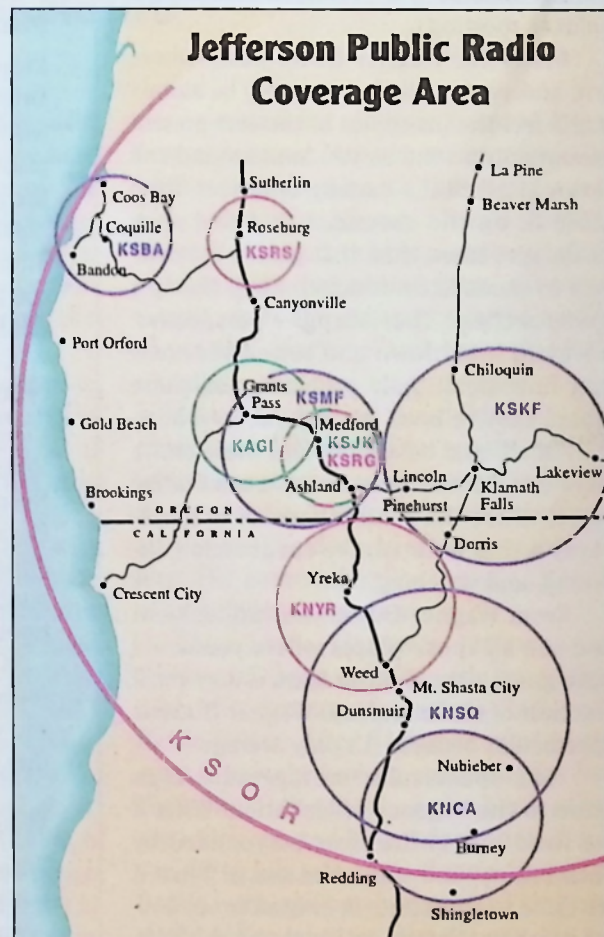 Jefferson Public Radio
Coverage Area
La Pine
Sutherlin
Beaver Marsh
Coos Bay
Roseburg
Coquille
KSBA
KSRS
Bandon
Canyonville
Port Orford
Chiloquin
Grants
Pass
KSMF
KSKF
Gold Beach
Medford
KAGI
KSJK
KSRG
Lincoln
Lakeview
Ashland
Pinehurst
Klamath
Falls
Brookings
OREGON
CALIFORNIA
Dorris
Yreka
Crescent City
KNYR
Weed
Mt. Shasta City
Dunsmuir
KNSQ
KSOR
Nubieber
KNCA
Burney
Redding
Shingletown